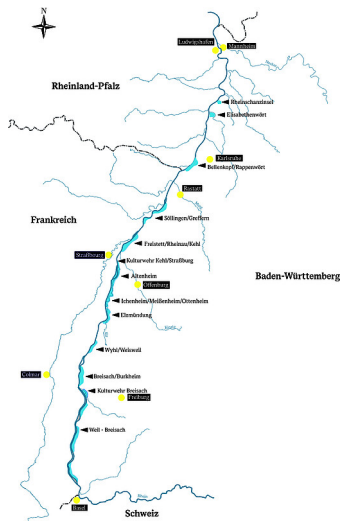 N
Ludwigshafen
Mannheim
Rheinland-Pfalz
Rheinschanzinsel
Elisabethenwört
Karlsruhe
Bellenkopf/Rappenwört
Rastatt
Söllingen/Greffern
Frankreich
Freistett/Rheinau/Kehl
Straßbourg
Kulturwehr Kehl/Straßburg
Baden-Württemberg
Altenheim
Offenburg
Ichenheim/Meißenheim/Ottenheim
Elzmündung
Wyhl/Weisweil
Colmar
Breisach/Burkheim
Kulturwehr Breisach
Freiburg
Weil - Breisach
Basel
Rhein
Schweiz